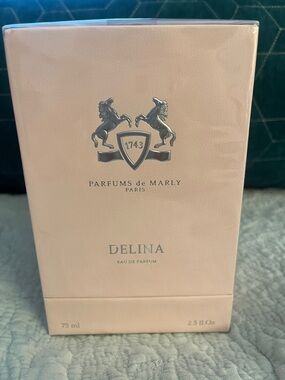 1743
PARFUMS de MARLY
PARIS
DELINA
EAU DE PARFUM
75 ml 2.5 fl.Oz